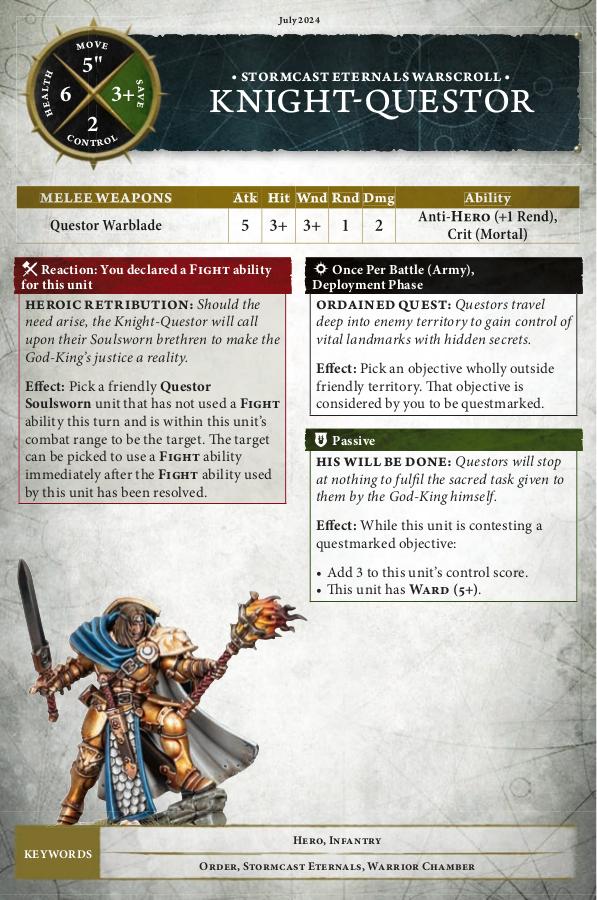 July 2024
MOVE
5"
HEALTH
6
3+
SAVE
2
CONTROL
• STORMCAST ETERNALS WARSCROLL •
KNIGHT-QUESTOR
MELEE WEAPONS Atk Hit Wnd Rnd Dmg Ability
Questor Warblade 5 3+ 3+ 1 2 Anti-HERO (+1 Rend),
Crit (Mortal)
Reaction: You declared a FIGHT ability
for this unit
HEROIC RETRIBUTION: Should the
need arise, the Knight-Questor will call
upon their Soulsworn brethren to make the
God-King's justice a reality.
Effect: Pick a friendly Questor
Soulsworn unit that has not used a FIGHT
ability this turn and is within this unit's
combat range to be the target. The target
can be picked to use a FIGHT ability
immediately after the FIGHT ability used
by this unit has been resolved.
Once Per Battle (Army),
Deployment Phase
ORDAINED QUEST: Questors travel
deep into enemy territory to gain control of
vital landmarks with hidden secrets.
Effect: Pick an objective wholly outside
friendly territory. That objective is
considered by you to be questmarked.
Passive
HIS WILL BE DONE: Questors will stop
at nothing to fulfil the sacred task given to
them by the God-King himself.
Effect: While this unit is contesting a
questmarked objective:
• Add 3 to this unit's control score.
• This unit has WARD (5+).
KEYWORDS
HERO, INFANTRY
ORDER, STORMCAST ETERNALS, WARRIOR CHAMBER